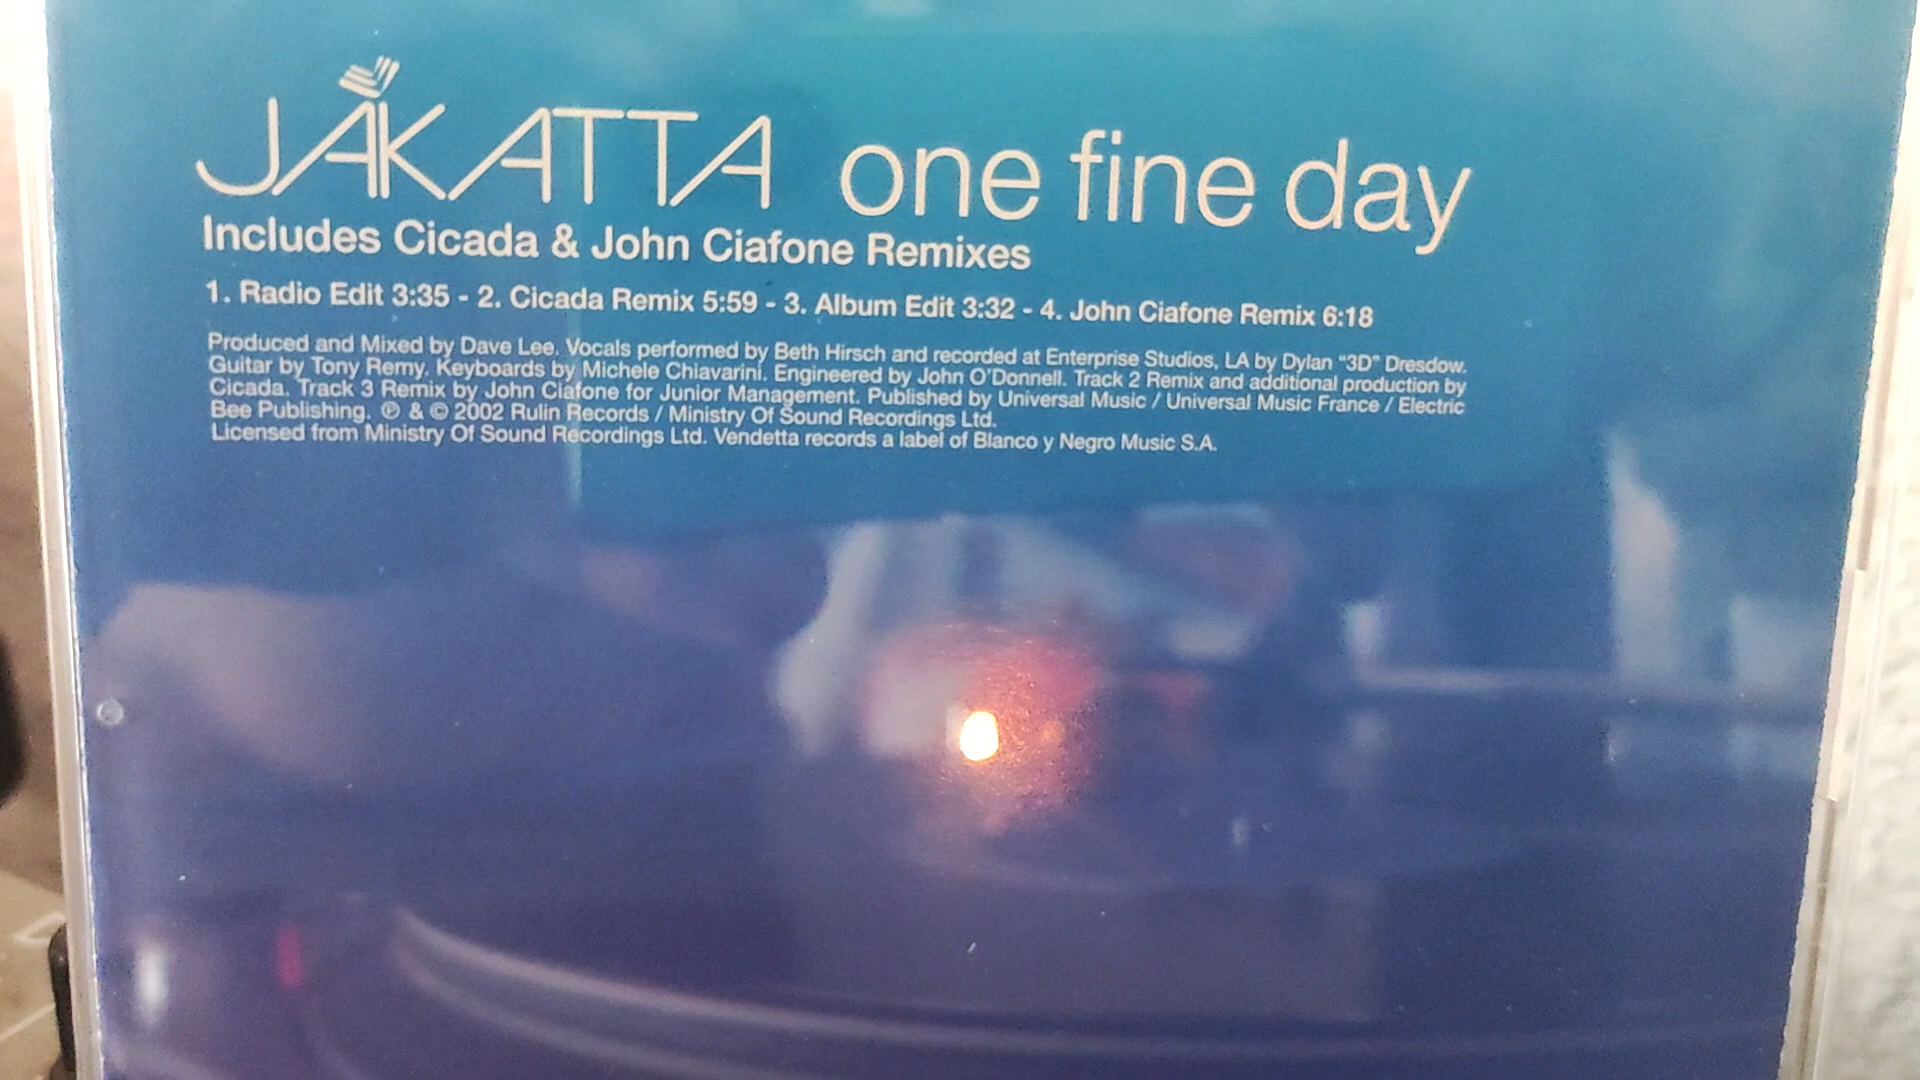 JAKATTA one fine day
Includes Cicada & John Ciafone Remixes
1. Radio Edit 3:35 - 2. Cicada Remix 5:59 - 3. Album Edit 3:32 - 4. John Ciafone Remix 6:18
Produced and Mixed by Dave Lee. Vocals performed by Beth Hirsch and recorded at Enterprise Studios, LA by Dylan "3D" Dresdow.
Guitar by Tony Remy. Keyboards by Michele Chiavarini. Engineered by John O'Donnell. Track 2 Remix and additional production by
Cicada. Track 3 Remix by John Ciafone for Junior Management. Published by Universal Music / Universal Music France / Electric
Bee Publishing. ℗ & © 2002 Rulin Records / Ministry Of Sound Recordings Ltd.
Licensed from Ministry Of Sound Recordings Ltd. Vendetta records a label of Blanco y Negro Music S.A.